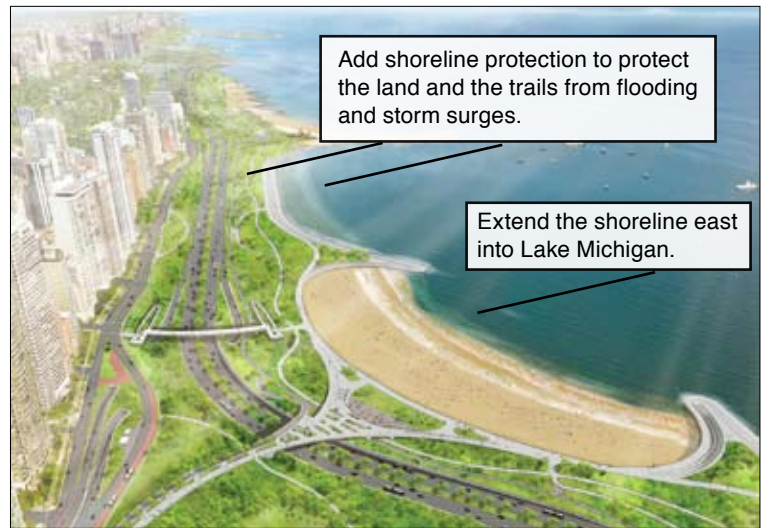 Add shoreline protection to protect
the land and the trails from flooding
and storm surges.
Extend the shoreline east
into Lake Michigan.